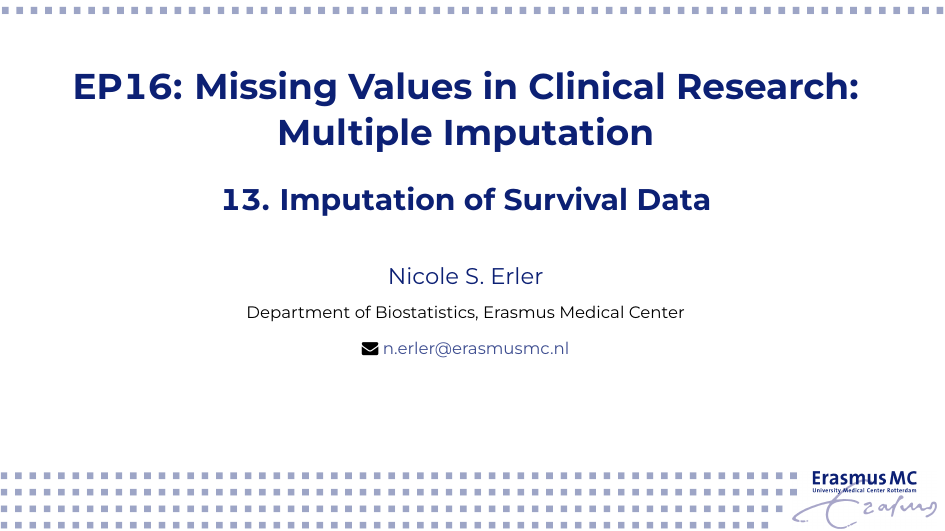 EP16: Missing Values in Clinical Research:
Multiple Imputation
13. Imputation of Survival Data
Nicole S. Erler
Department of Biostatistics, Erasmus Medical Center
n.erler@erasmusmc.nl
Erasmus MC
University Medical Center Rotterdam
Erasmus